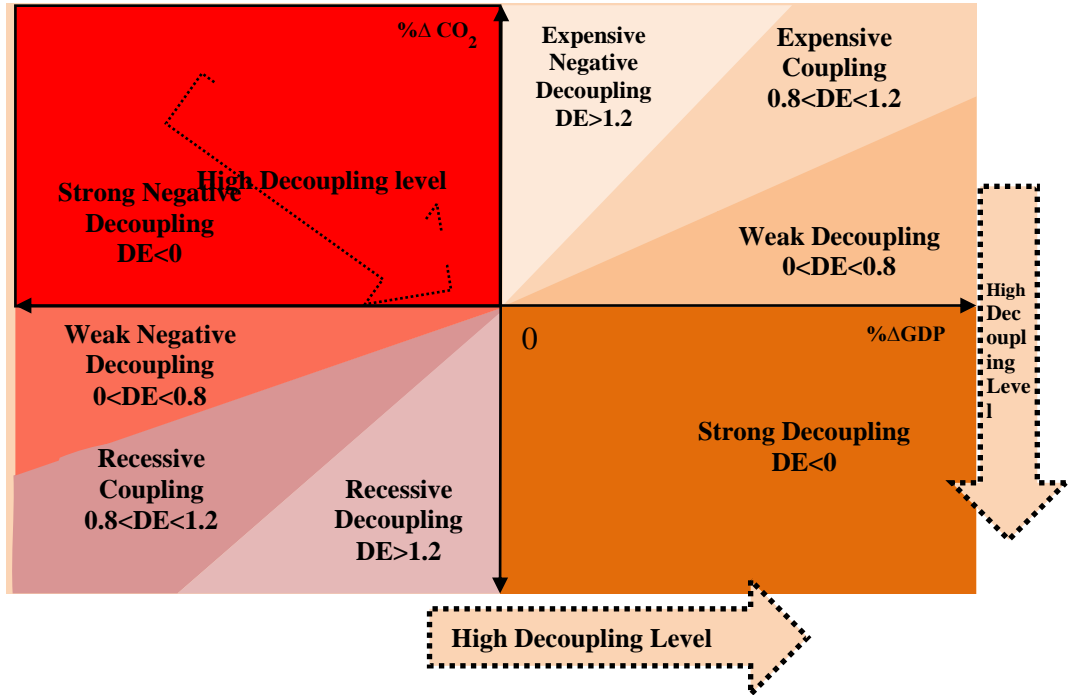 %Δ CO₂
Expensive
Negative
Decoupling
DE>1.2
Expensive
Coupling
0.8<DE<1.2
High Decoupling level
Strong Negative
Decoupling
DE<0
Weak Decoupling
0<DE<0.8
High
Dec
oupl
ing
Leve
l
Weak Negative
Decoupling
0<DE<0.8
0
%ΔGDP
Strong Decoupling
DE<0
Recessive
Coupling
0.8<DE<1.2
Recessive
Decoupling
DE>1.2
High Decoupling Level